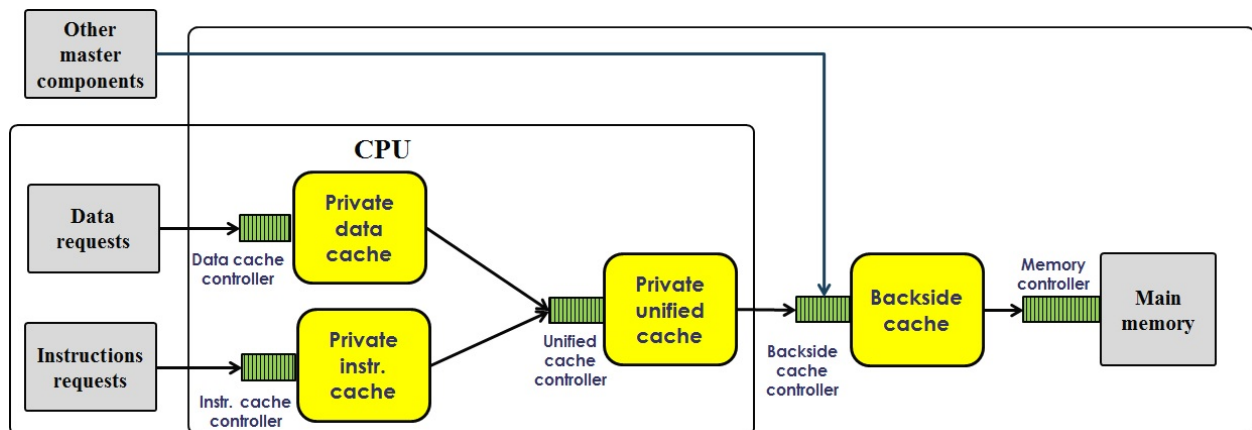 Other
master
components
CPU
Data
requests
Data cache
controller
Private
data
cache
Instructions
requests
Instr. cache
controller
Private
instr.
cache
Unified
cache
controller
Private
unified
cache
Backside
cache
controller
Backside
cache
Memory
controller
Main
memory